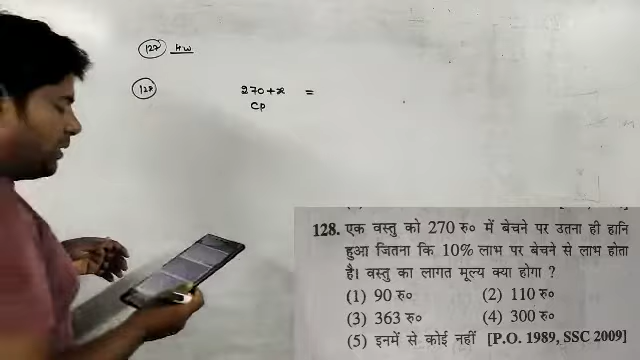 127 HW
128 270+x =
CP
128. एक वस्तु को 270 रु० में बेचने पर उतना ही हानि
हुआ जितना कि 10% लाभ पर बेचने से लाभ होता
है। वस्तु का लागत मूल्य क्या होगा ?
(1) 90 रु० (2) 110 रु०
(3) 363 रु० (4) 300 रु०
(5) इनमें से कोई नहीं [P.O. 1989, SSC 2009]